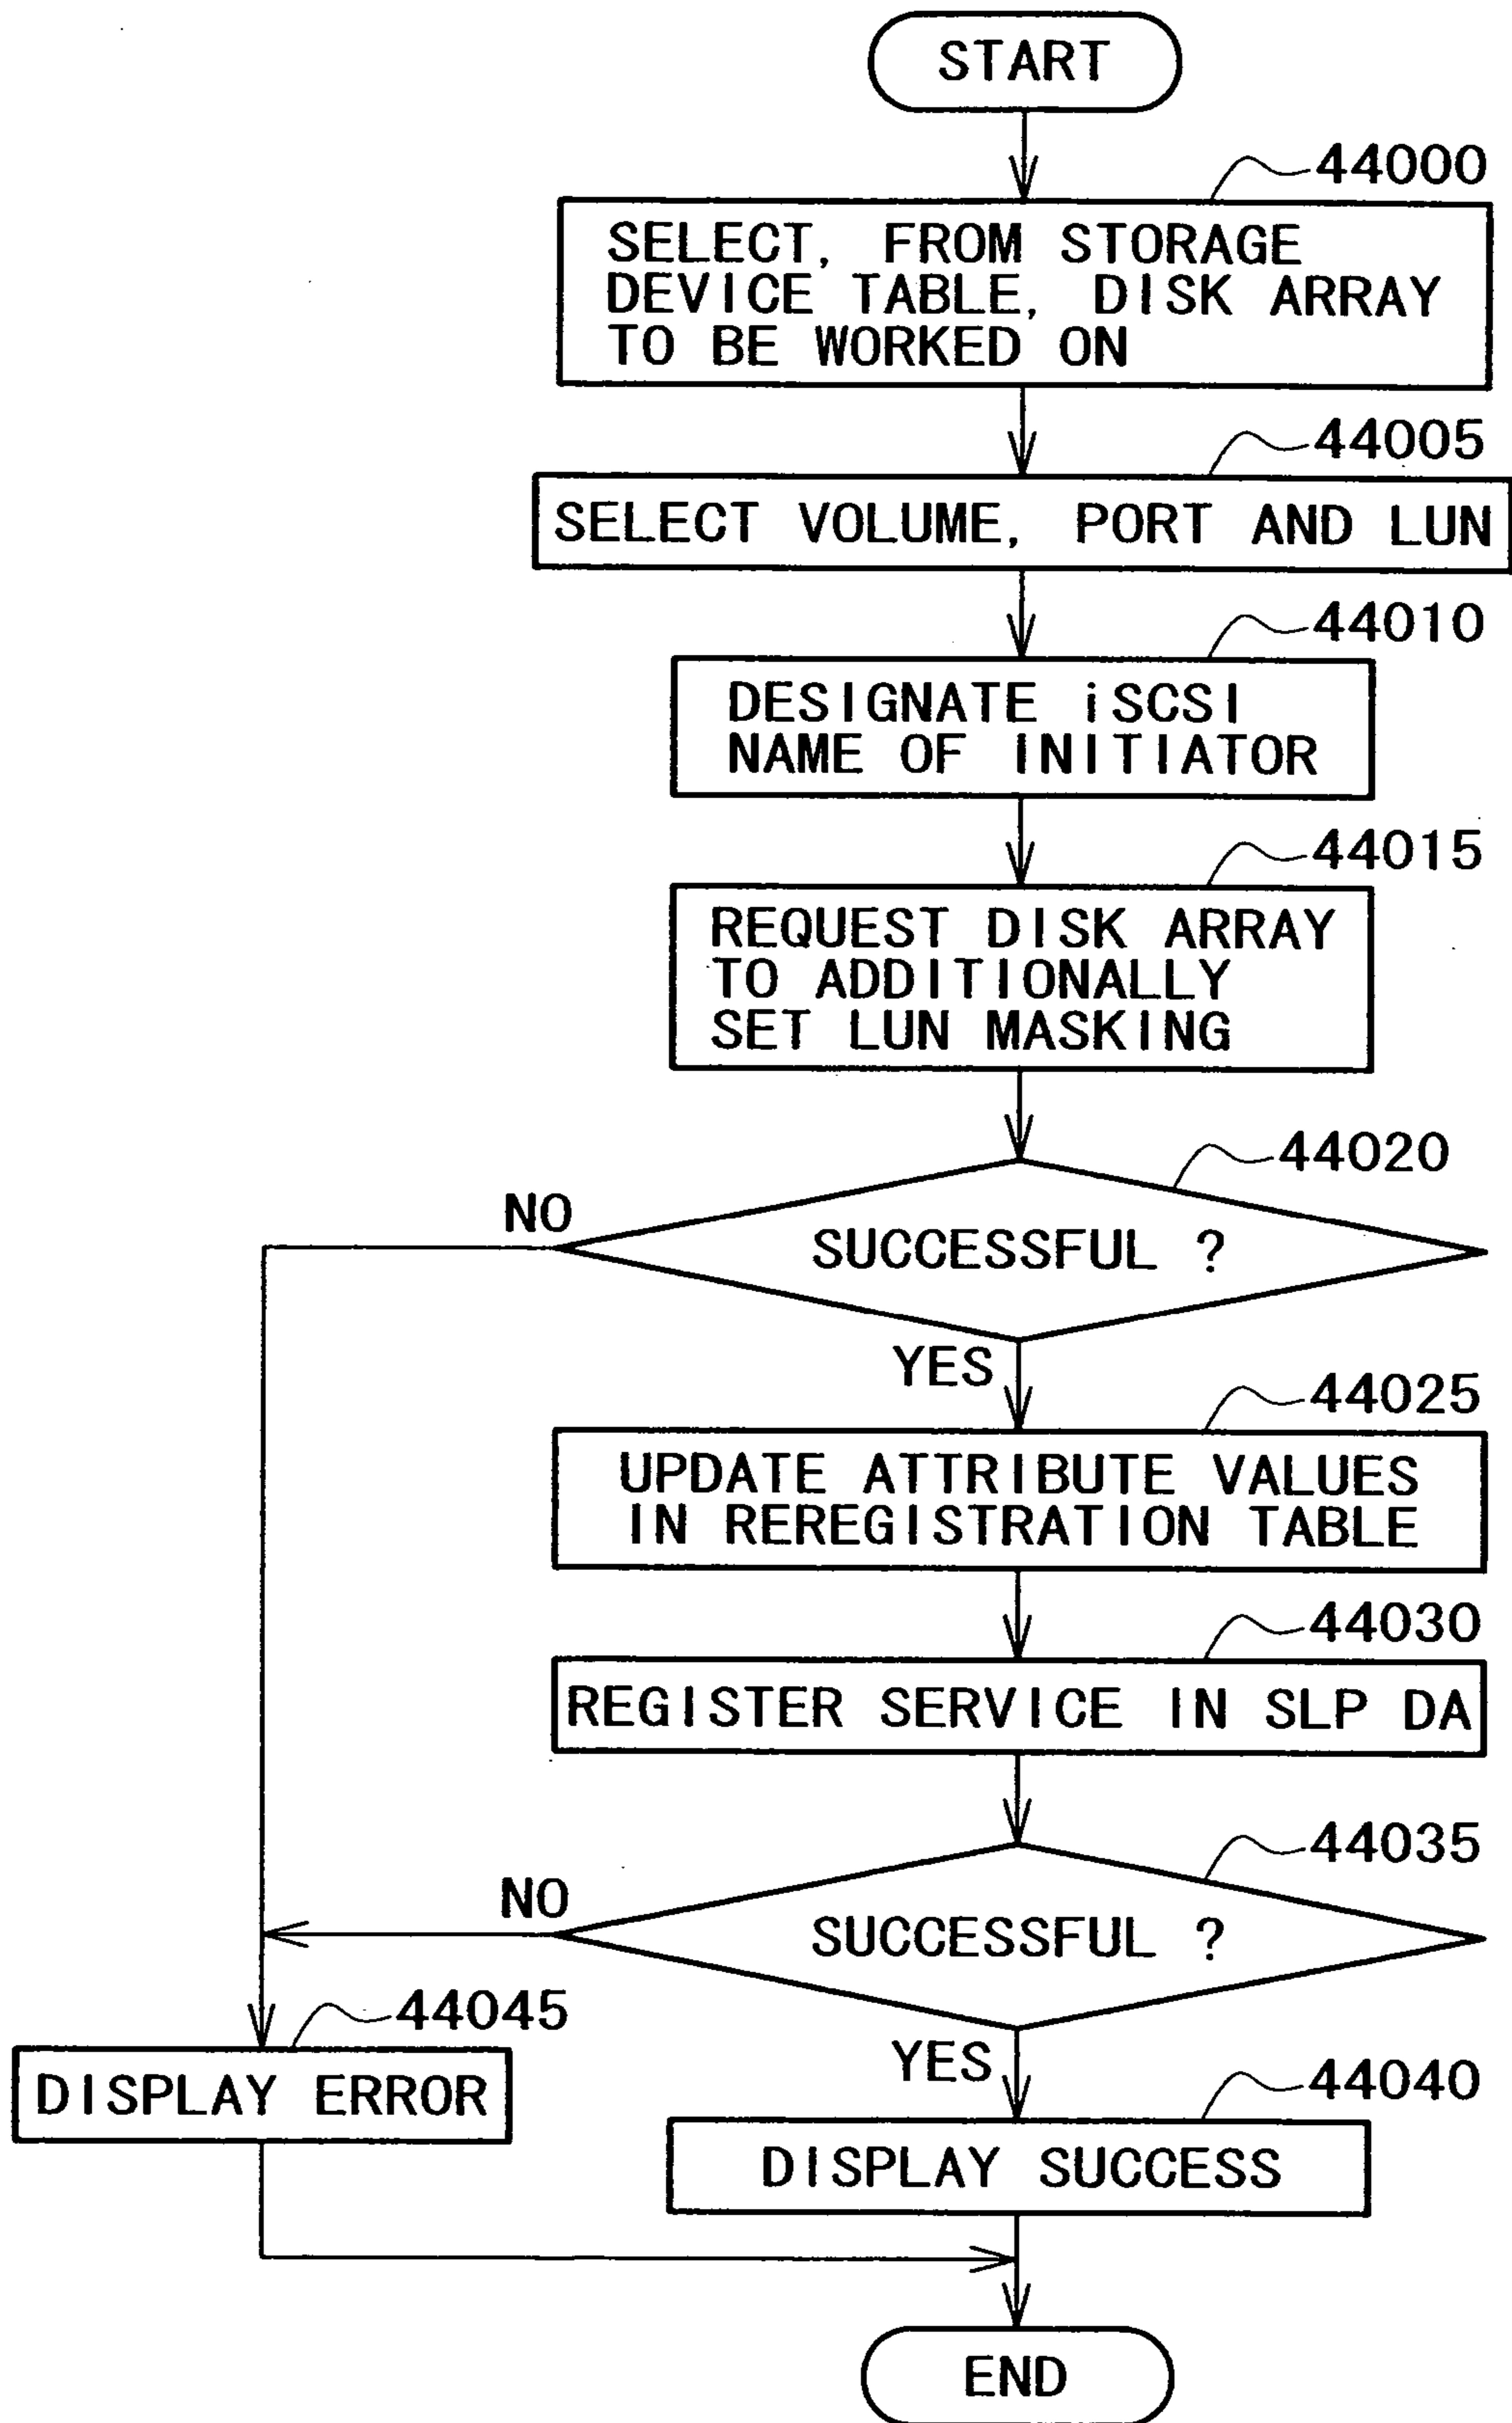 START
44000
SELECT, FROM STORAGE
DEVICE TABLE, DISK ARRAY
TO BE WORKED ON
44005
SELECT VOLUME, PORT AND LUN
44010
DESIGNATE iSCSI
NAME OF INITIATOR
44015
REQUEST DISK ARRAY
TO ADDITIONALLY
SET LUN MASKING
44020
NO
SUCCESSFUL ?
YES
44025
UPDATE ATTRIBUTE VALUES
IN REREGISTRATION TABLE
44030
REGISTER SERVICE IN SLP DA
44035
NO
SUCCESSFUL ?
44045
DISPLAY ERROR
YES
44040
DISPLAY SUCCESS
END